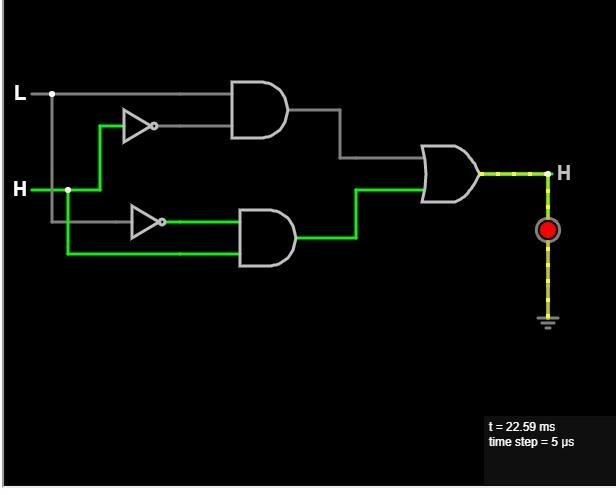 L
H
H
t = 22.59 ms
time step = 5 µs